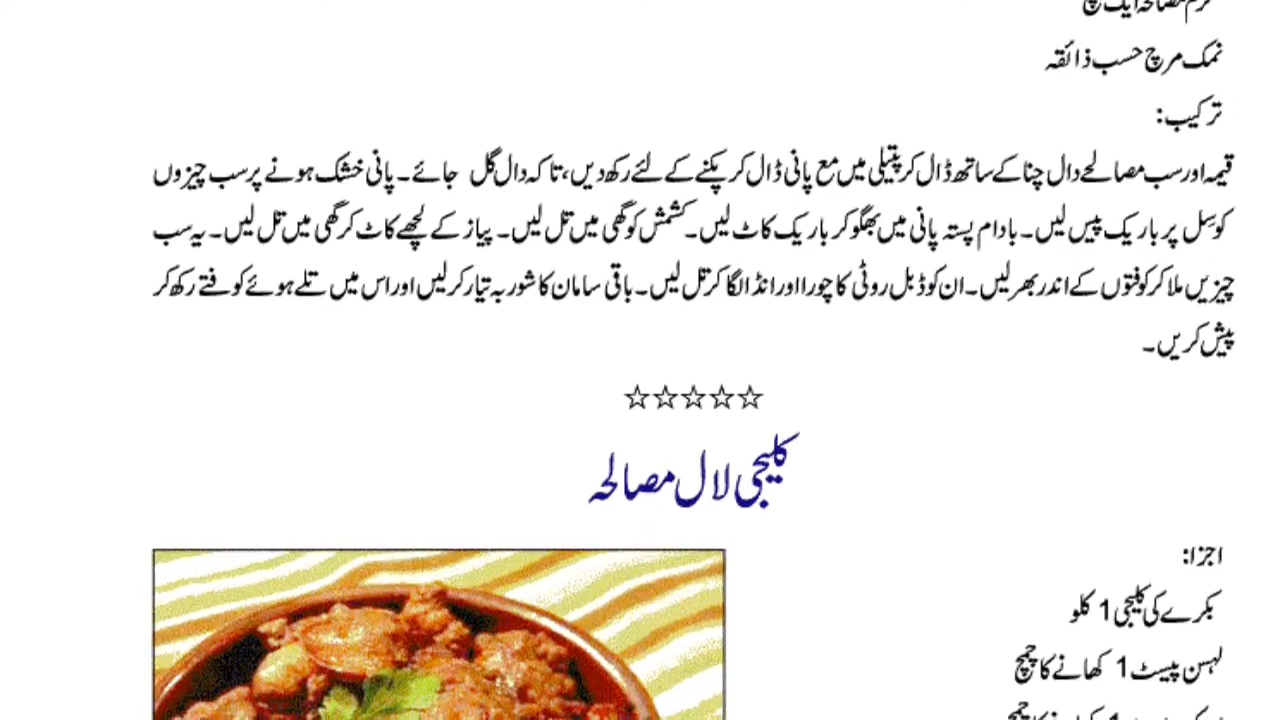 گرم مصالحہ ایک چمچ
نمک مرچ حسب ذائقہ
ترکیب:
قیمہ اور سب مصالحے دال چنا کے ساتھ ڈال کر پتیلی میں مع پانی ڈال کر پکنے کے لئے رکھ دیں، تا کہ دال گل جائے۔ پانی خشک ہونے پر سب چیزوں
کو سِل پر باریک پیس لیں۔ بادام پستہ پانی میں بھگو کر باریک کاٹ لیں۔ کشمش کو گھی میں تل لیں۔ پیاز کے لچھے کاٹ کر گھی میں تل لیں۔ یہ سب
چیزیں ملا کر کوفتوں کے اندر بھر لیں۔ ان کو ڈبل روٹی کا چورا اور انڈا لگا کر تل لیں۔ باقی سامان کا شوربہ تیار کر لیں اور اس میں تلے ہوئے کوفتے رکھ کر
پیش کریں۔
☆☆☆☆☆
کلیجی لال مصالحہ
اجزا:
بکرے کی کلیجی 1 کلو
لہسن پیسٹ 1 کھانے کا چمچ